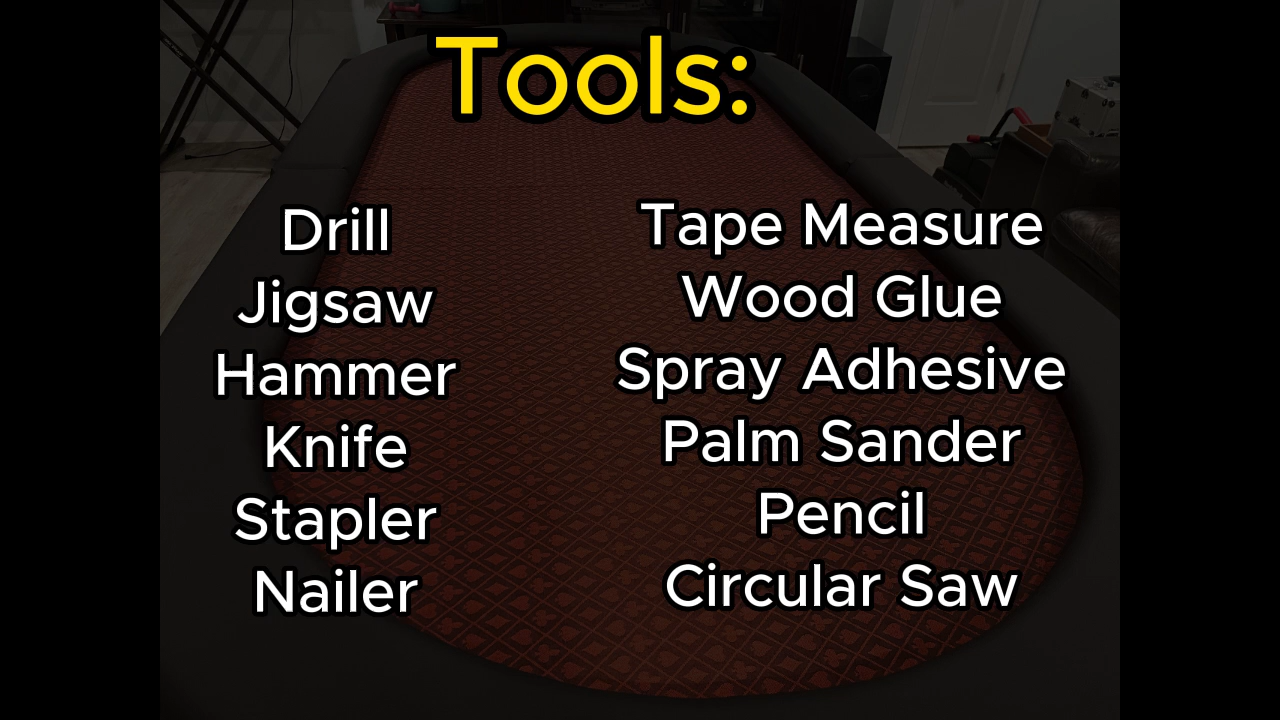 Tools:
Drill
Jigsaw
Hammer
Knife
Stapler
Nailer
Tape Measure
Wood Glue
Spray Adhesive
Palm Sander
Pencil
Circular Saw